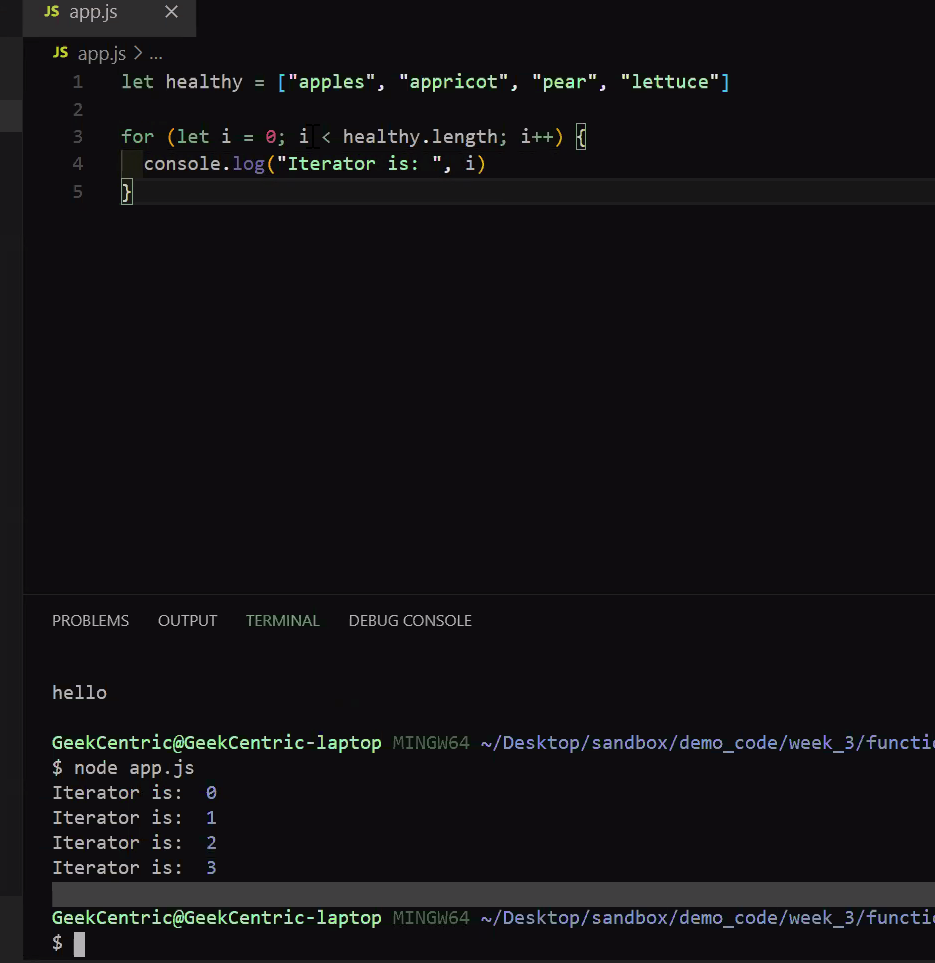 JS app.js ×
JS app.js > ...
1 let healthy = ["apples", "appricot", "pear", "lettuce"]
2
3 for (let i = 0; i < healthy.length; i++) {
4 console.log("Iterator is: ", i)
5 }
PROBLEMS OUTPUT TERMINAL DEBUG CONSOLE
hello
GeekCentric@GeekCentric-laptop MINGW64 ~/Desktop/sandbox/demo_code/week_3/functi
$ node app.js
Iterator is:  0
Iterator is:  1
Iterator is:  2
Iterator is:  3
GeekCentric@GeekCentric-laptop MINGW64 ~/Desktop/sandbox/demo_code/week_3/functi
$